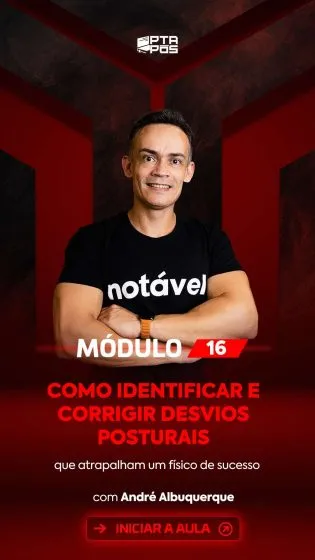 PTA
PÓS
notável
MÓDULO 16
COMO IDENTIFICAR E
CORRIGIR DESVIOS
POSTURAIS
que atrapalham um físico de sucesso
com André Albuquerque
INICIAR A AULA